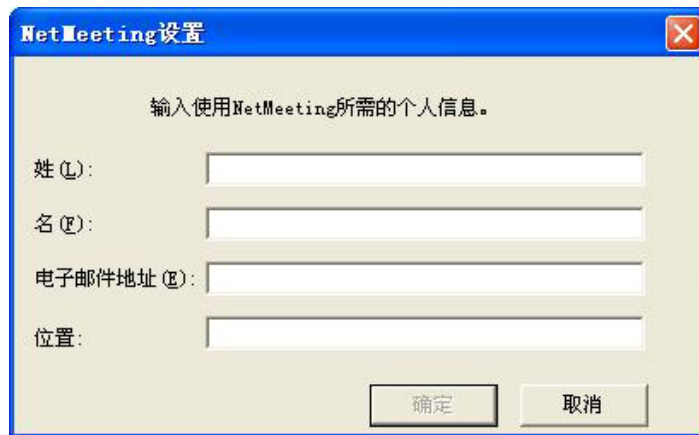 NetMeeting设置
输入使用NetMeeting所需的个人信息。
姓(L):
名(F):
电子邮件地址(E):
位置:
确定 取消